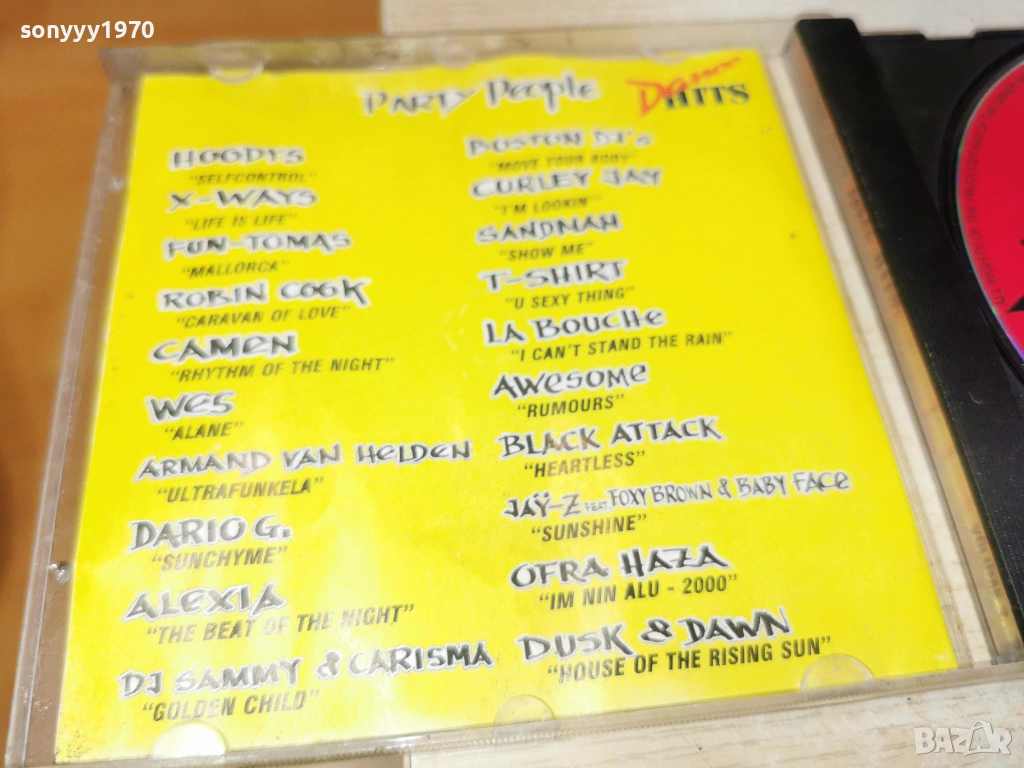 sonyyy1970
PARTY People
Dance
HITS
HOODYS
"SELFCONTROL"
X-WAYS
"LIFE IS LIFE"
FUN-TOMAS
"MALLORCA"
ROBIN COOK
"CARAVAN OF LOVE"
CAMEN
"RHYTHM OF THE NIGHT"
WES
"ALANE"
ARMAND VAN HELDEN
"ULTRAFUNKELA"
DARIO G.
"SUNCHYME"
ALEXIA
"THE BEAT OF THE NIGHT"
DJ SAMMY & CARISMA
"GOLDEN CHILD"
BOSTON DJ's
"MOVE YOUR BODY"
CURLEY JAY
"I'M LOOKIN'"
SANDMAN
"SHOW ME"
T-SHIRT
"U SEXY THING"
LA BOUCHE
"I CAN'T STAND THE RAIN"
AWESOME
"RUMOURS"
BLACK ATTACK
"HEARTLESS"
JAŸ-Z FEAT. FOXY BROWN & BABY FACE
"SUNSHINE"
OFRA HAZA
"IM NIN ALU - 2000"
DUSK & DAWN
"HOUSE OF THE RISING SUN"
BAZAR